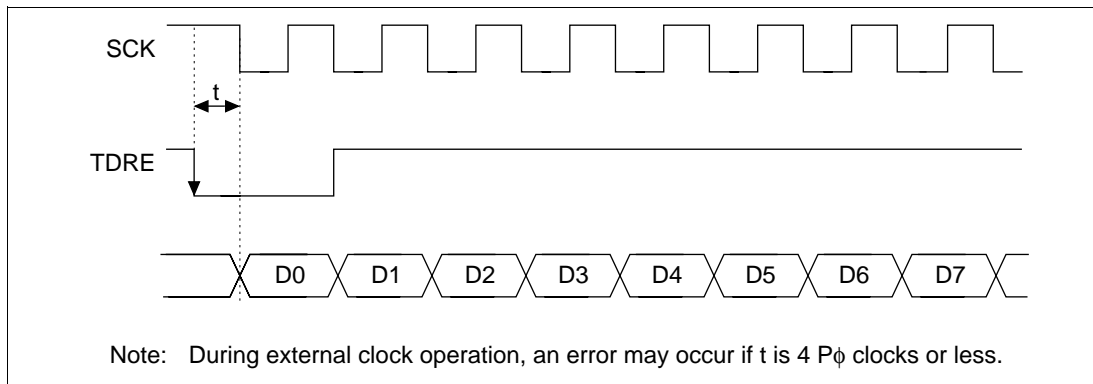 SCK
t
TDRE
D0 D1 D2 D3 D4 D5 D6 D7
Note: During external clock operation, an error may occur if t is 4 Pϕ clocks or less.